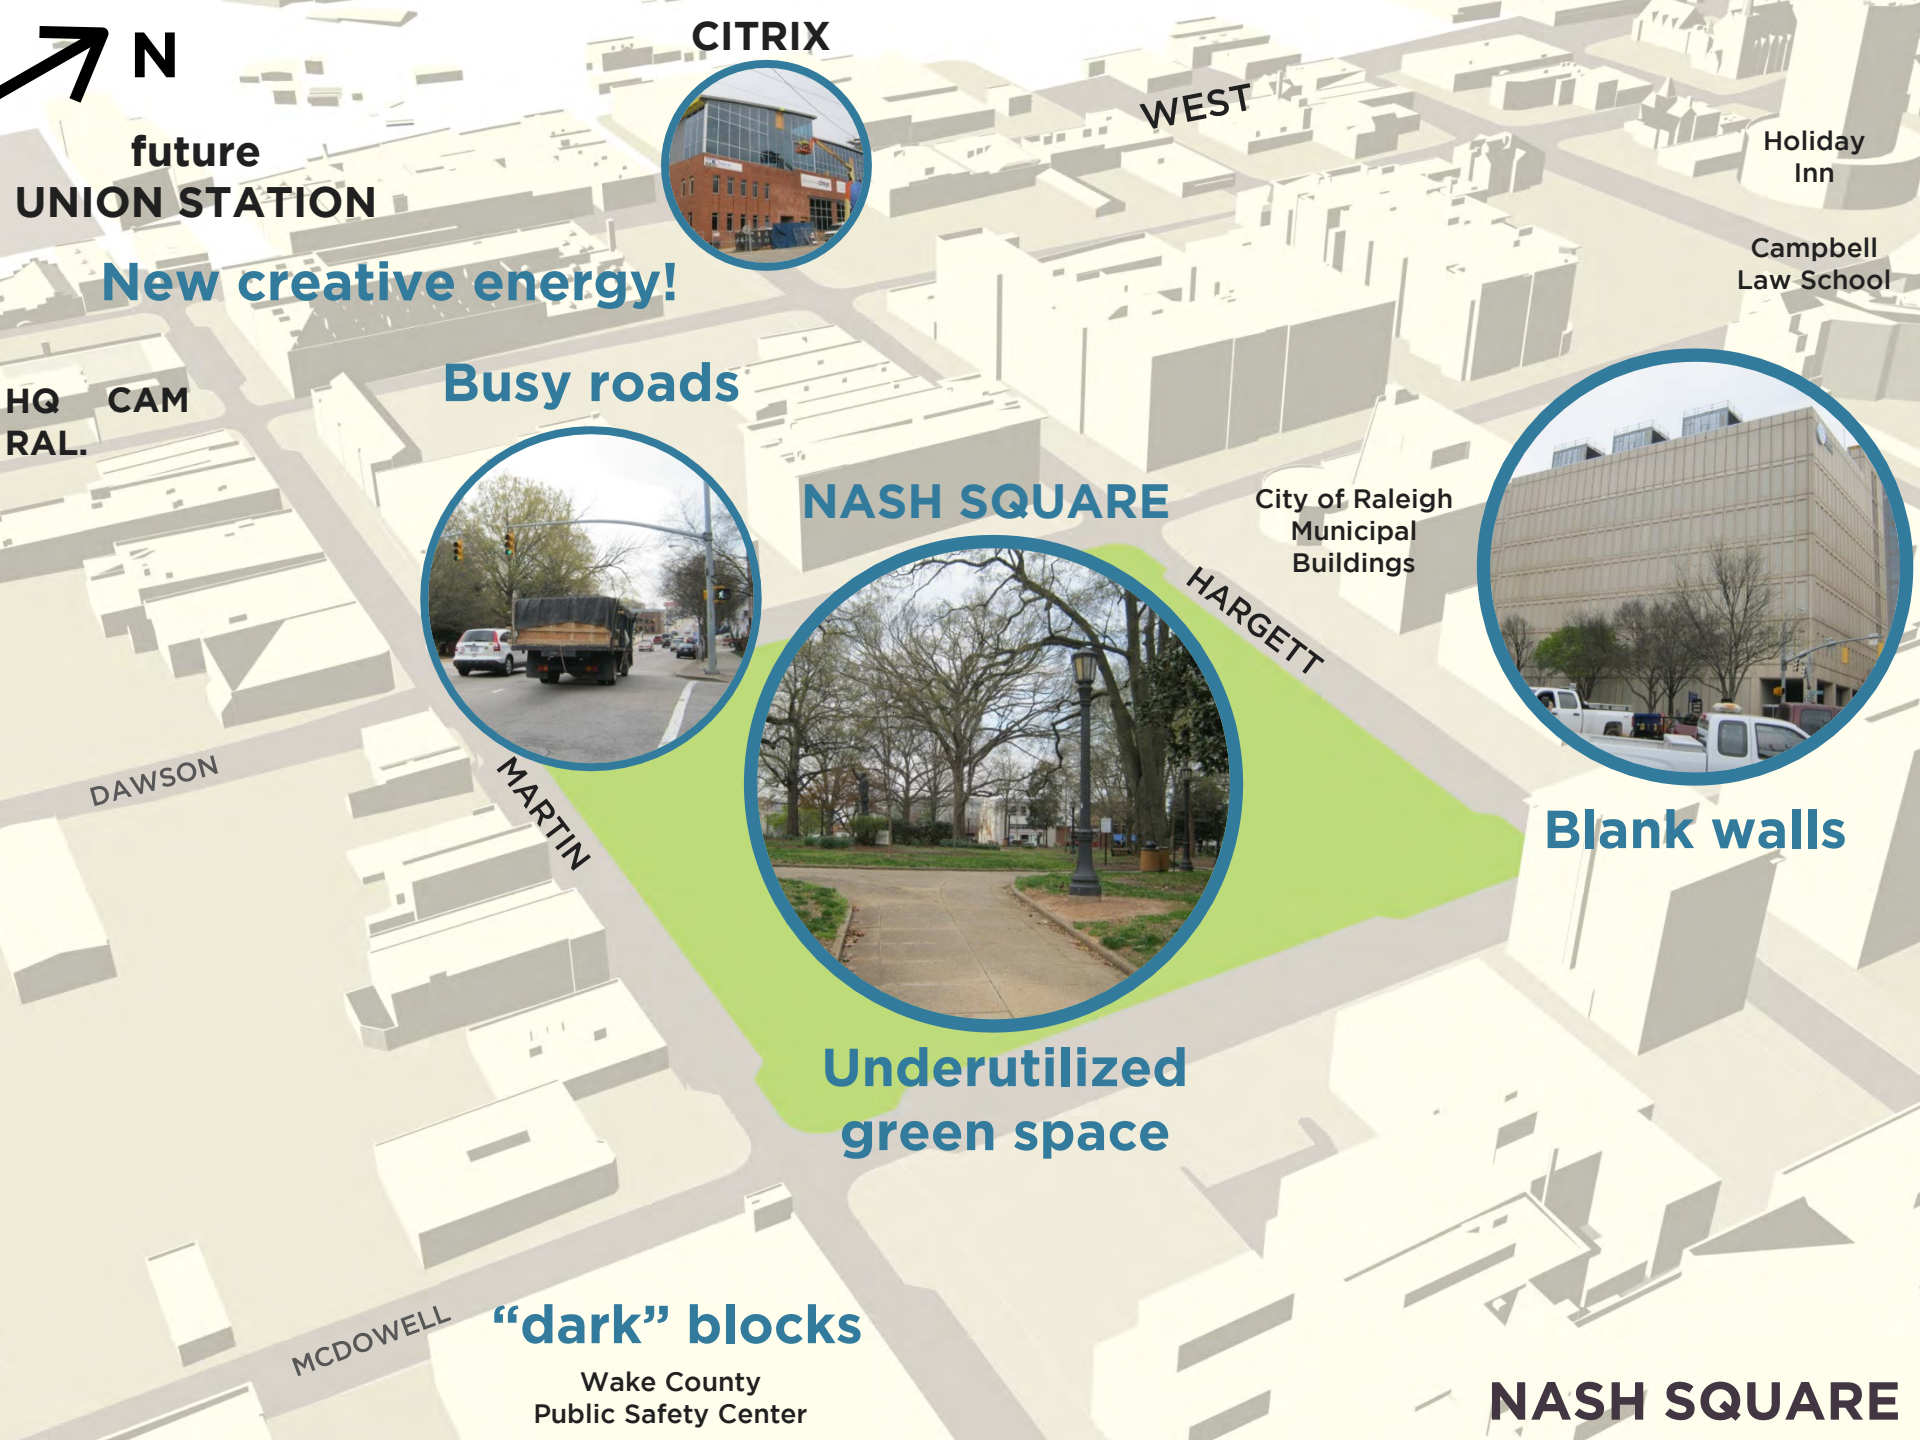 N
CITRIX
WEST
future
UNION STATION
Holiday
Inn
Campbell
Law School
New creative energy!
Busy roads
HQ CAM
RAL.
NASH SQUARE
City of Raleigh
Municipal
Buildings
HARGETT
DAWSON
MARTIN
Blank walls
Underutilized
green space
MCDOWELL
“dark” blocks
Wake County
Public Safety Center
NASH SQUARE